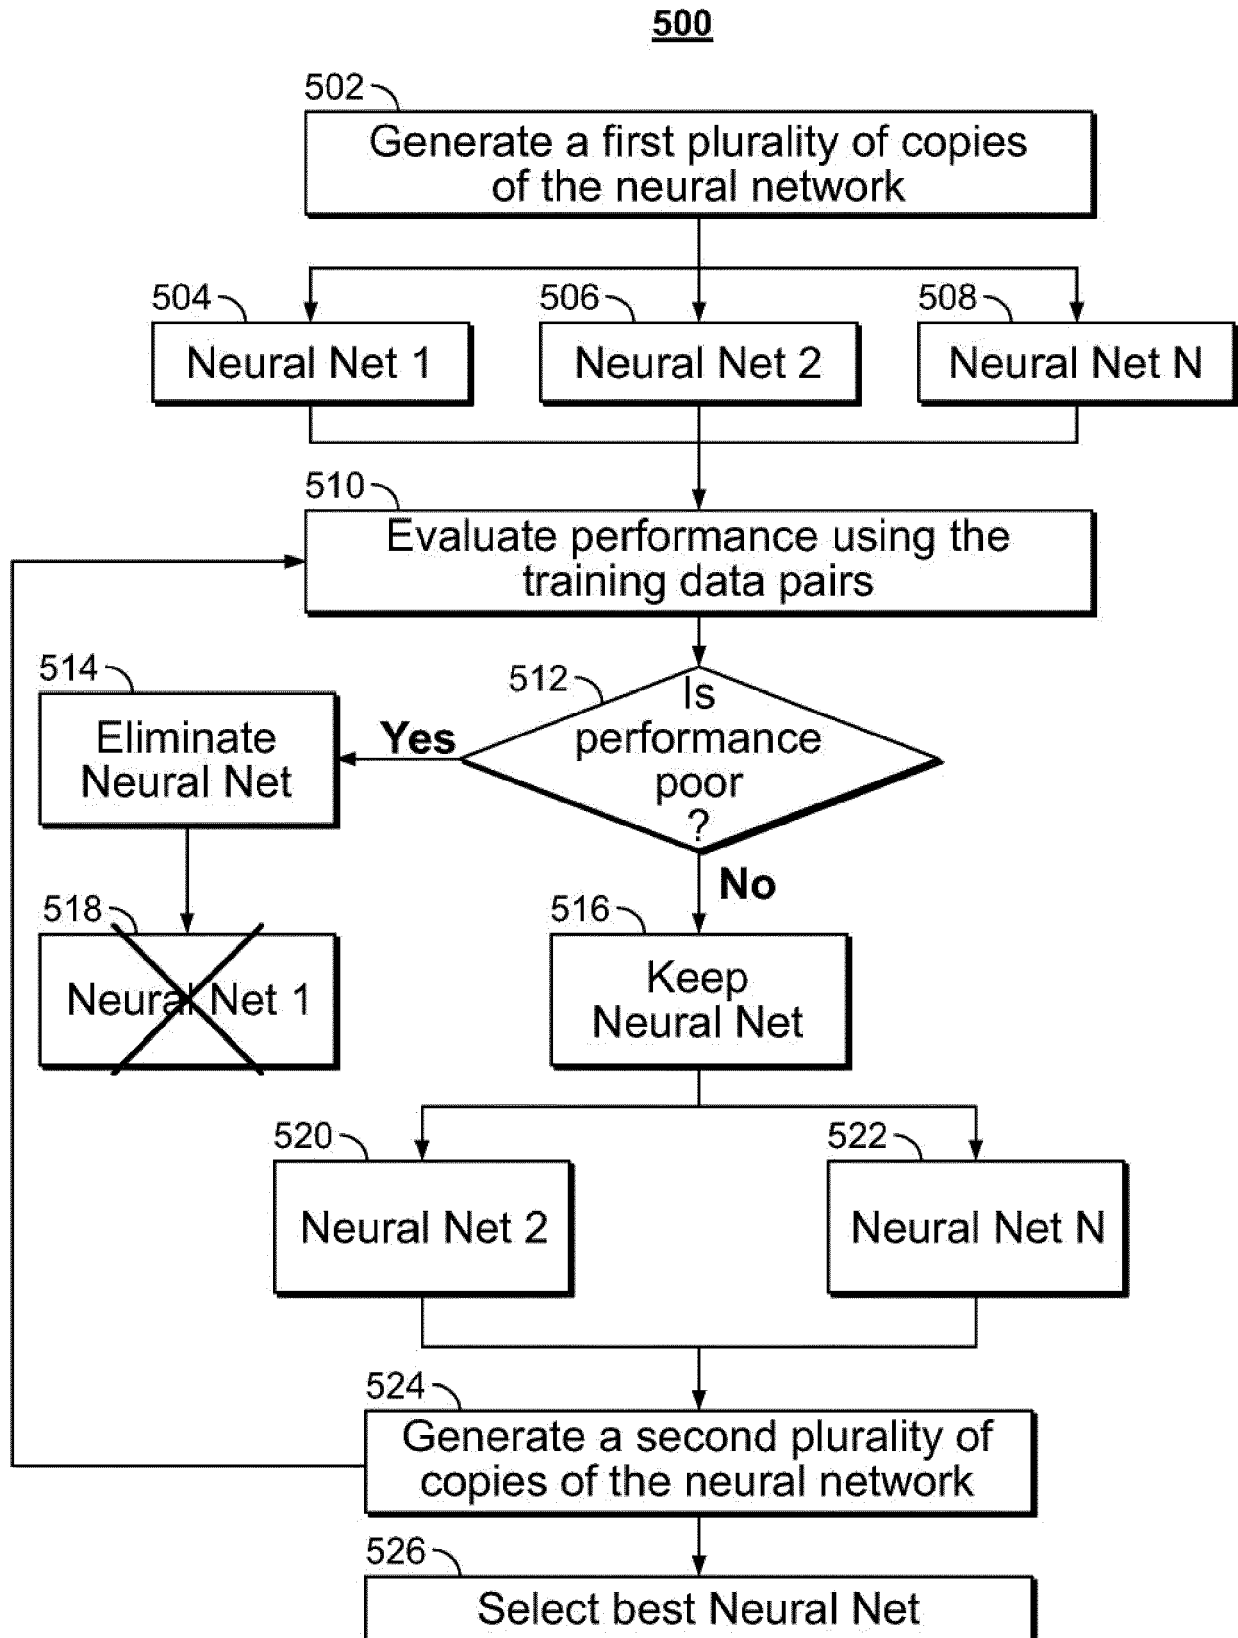 500
502
Generate a first plurality of copies
of the neural network
504
506
508
Neural Net 1
Neural Net 2
Neural Net N
510
Evaluate performance using the
training data pairs
514
512
Is
performance
poor
?
Yes
Eliminate
Neural Net
No
518
516
Neural Net 1
Keep
Neural Net
520
522
Neural Net 2
Neural Net N
524
Generate a second plurality of
copies of the neural network
526
Select best Neural Net